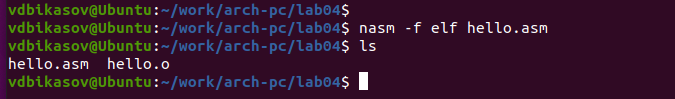 vdbikasov@Ubuntu:~/work/arch-pc/lab04$
vdbikasov@Ubuntu:~/work/arch-pc/lab04$ nasm -f elf hello.asm
vdbikasov@Ubuntu:~/work/arch-pc/lab04$ ls
hello.asm  hello.o
vdbikasov@Ubuntu:~/work/arch-pc/lab04$